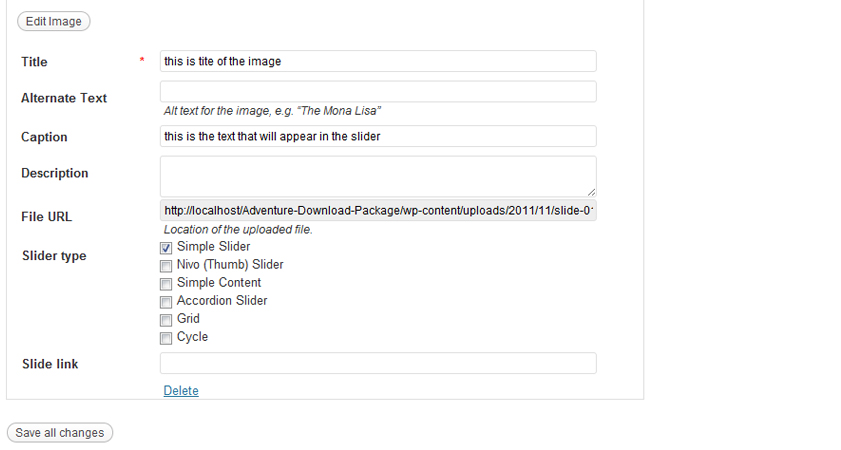 Edit Image
Title * this is tite of the image
Alternate Text
Alt text for the image, e.g. “The Mona Lisa”
Caption this is the text that will appear in the slider
Description
File URL http://localhost/Adventure-Download-Package/wp-content/uploads/2011/11/slide-0
Location of the uploaded file.
Slider type Simple Slider
Nivo (Thumb) Slider
Simple Content
Accordion Slider
Grid
Cycle
Slide link
Delete
Save all changes